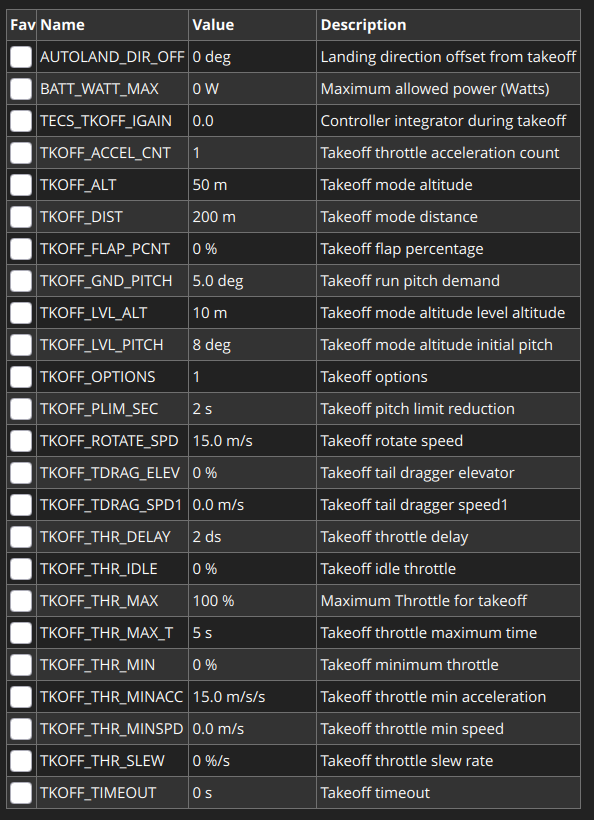 Fav Name Value Description
AUTOLAND_DIR_OFF 0 deg Landing direction offset from takeoff
BATT_WATT_MAX 0 W Maximum allowed power (Watts)
TECS_TKOFF_IGAIN 0.0 Controller integrator during takeoff
TKOFF_ACCEL_CNT 1 Takeoff throttle acceleration count
TKOFF_ALT 50 m Takeoff mode altitude
TKOFF_DIST 200 m Takeoff mode distance
TKOFF_FLAP_PCNT 0 % Takeoff flap percentage
TKOFF_GND_PITCH 5.0 deg Takeoff run pitch demand
TKOFF_LVL_ALT 10 m Takeoff mode altitude level altitude
TKOFF_LVL_PITCH 8 deg Takeoff mode altitude initial pitch
TKOFF_OPTIONS 1 Takeoff options
TKOFF_PLIM_SEC 2 s Takeoff pitch limit reduction
TKOFF_ROTATE_SPD 15.0 m/s Takeoff rotate speed
TKOFF_TDRAG_ELEV 0 % Takeoff tail dragger elevator
TKOFF_TDRAG_SPD1 0.0 m/s Takeoff tail dragger speed1
TKOFF_THR_DELAY 2 ds Takeoff throttle delay
TKOFF_THR_IDLE 0 % Takeoff idle throttle
TKOFF_THR_MAX 100 % Maximum Throttle for takeoff
TKOFF_THR_MAX_T 5 s Takeoff throttle maximum time
TKOFF_THR_MIN 0 % Takeoff minimum throttle
TKOFF_THR_MINACC 15.0 m/s/s Takeoff throttle min acceleration
TKOFF_THR_MINSPD 0.0 m/s Takeoff throttle min speed
TKOFF_THR_SLEW 0 %/s Takeoff throttle slew rate
TKOFF_TIMEOUT 0 s Takeoff timeout